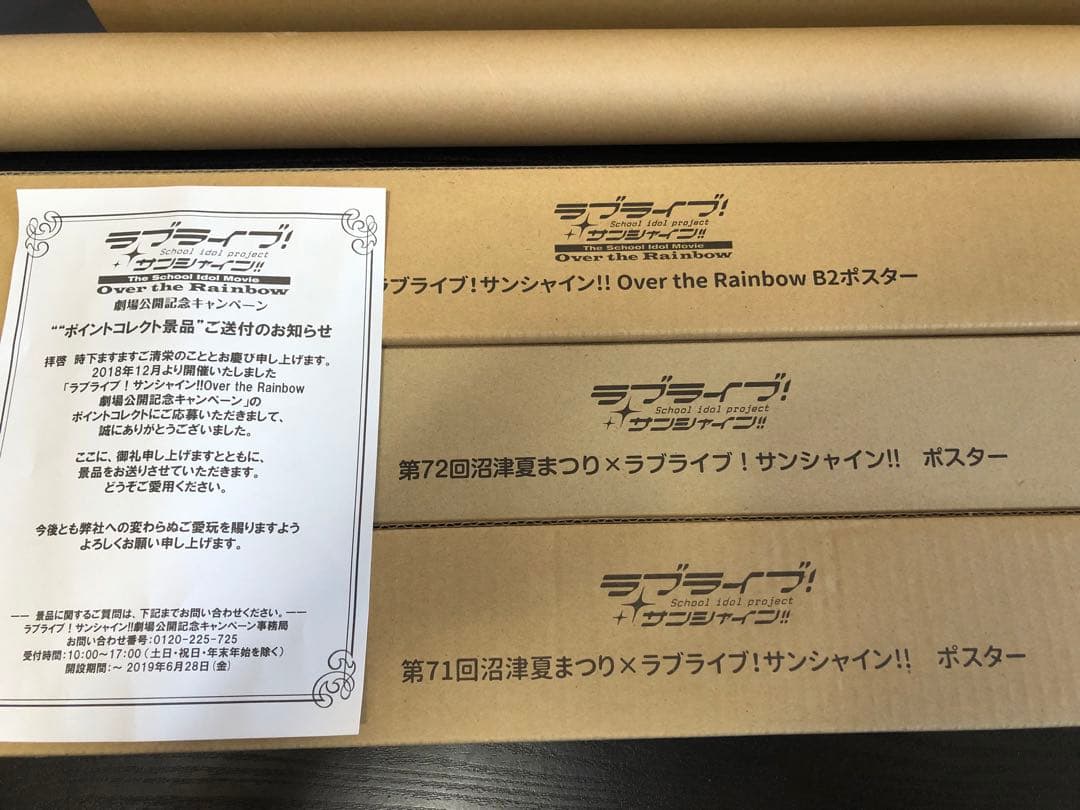 ラブライブ!
School idol project
サンシャイン!!
The School Idol Movie
Over the Rainbow
劇場公開記念キャンペーン
““ポイントコレクト景品”ご送付のお知らせ
拝啓 時下ますますご清栄のこととお慶び申し上げます。
2018年12月より開催いたしました
「ラブライブ！サンシャイン!!Over the Rainbow
劇場公開記念キャンペーン」の
ポイントコレクトにご応募いただきまして、
誠にありがとうございました。
ここに、御礼申し上げますとともに、
景品をお送りさせていただきます。
どうぞご愛用ください。
今後とも弊社への変わらぬご愛玩を賜りますよう
よろしくお願い申し上げます。
―― 景品に関するご質問は、下記までお問い合わせください。――
ラブライブ！サンシャイン!!劇場公開記念キャンペーン事務局
お問い合わせ番号:0120-225-725
受付時間:10:00～17:00(土日・祝日・年末年始を除く)
開設期間:～ 2019年6月28日(金)
ラブライブ!
School idol project
サンシャイン!!
The School Idol Movie
Over the Rainbow
ラブライブ!サンシャイン!! Over the Rainbow B2ポスター
ラブライブ!
School idol project
サンシャイン!!
第72回沼津夏まつり×ラブライブ！サンシャイン!! ポスター
ラブライブ!
School idol project
サンシャイン!!
第71回沼津夏まつり×ラブライブ!サンシャイン!! ポスター